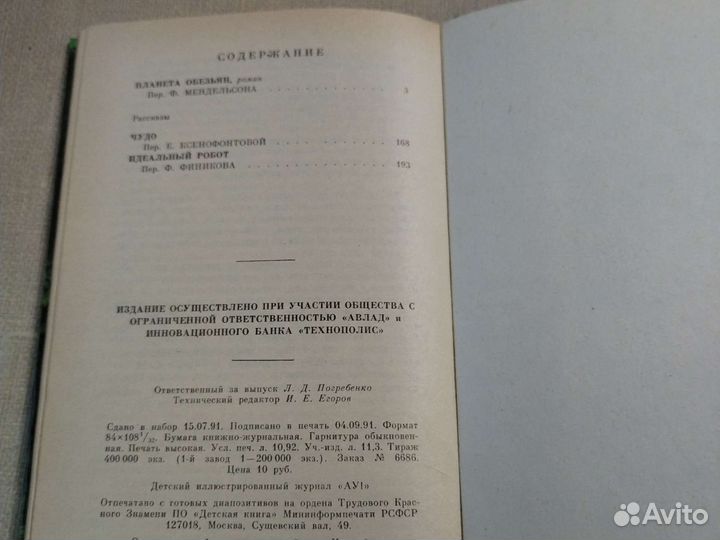 СОДЕРЖАНИЕ
ПЛАНЕТА ОБЕЗЬЯН, роман
Пер. Ф. МЕНДЕЛЬСОНА . . . . . . . . . . 3
Рассказы
ЧУДО
Пер. Е. КСЕНОФОНТОВОЙ . . . . . . . . . . 168
ИДЕАЛЬНЫЙ РОБОТ
Пер. Ф. ФИНИКОВА . . . . . . . . . . 193
ИЗДАНИЕ ОСУЩЕСТВЛЕНО ПРИ УЧАСТИИ ОБЩЕСТВА С
ОГРАНИЧЕННОЙ ОТВЕТСТВЕННОСТЬЮ «АВЛАД» и
ИННОВАЦИОННОГО БАНКА «ТЕХНОПОЛИС»
Ответственный за выпуск Л. Д. Погребенко
Технический редактор И. Е. Егоров
Сдано в набор 15.07.91. Подписано в печать 04.09.91. Формат
84×108 1/32. Бумага книжно-журнальная. Гарнитура обыкновен-
ная. Печать высокая. Усл. печ. л. 10,92. Уч.-изд. л. 11,3. Тираж
400 000 экз. (1-й завод 1—200 000 экз.). Заказ № 6686.
Цена 10 руб.
Детский иллюстрированный журнал «АУ!»
Отпечатано с готовых диапозитивов на ордена Трудового Крас-
ного Знамени ПО «Детская книга» Мининформпечати РСФСР
127018, Москва, Сущевский вал, 49.
Avito